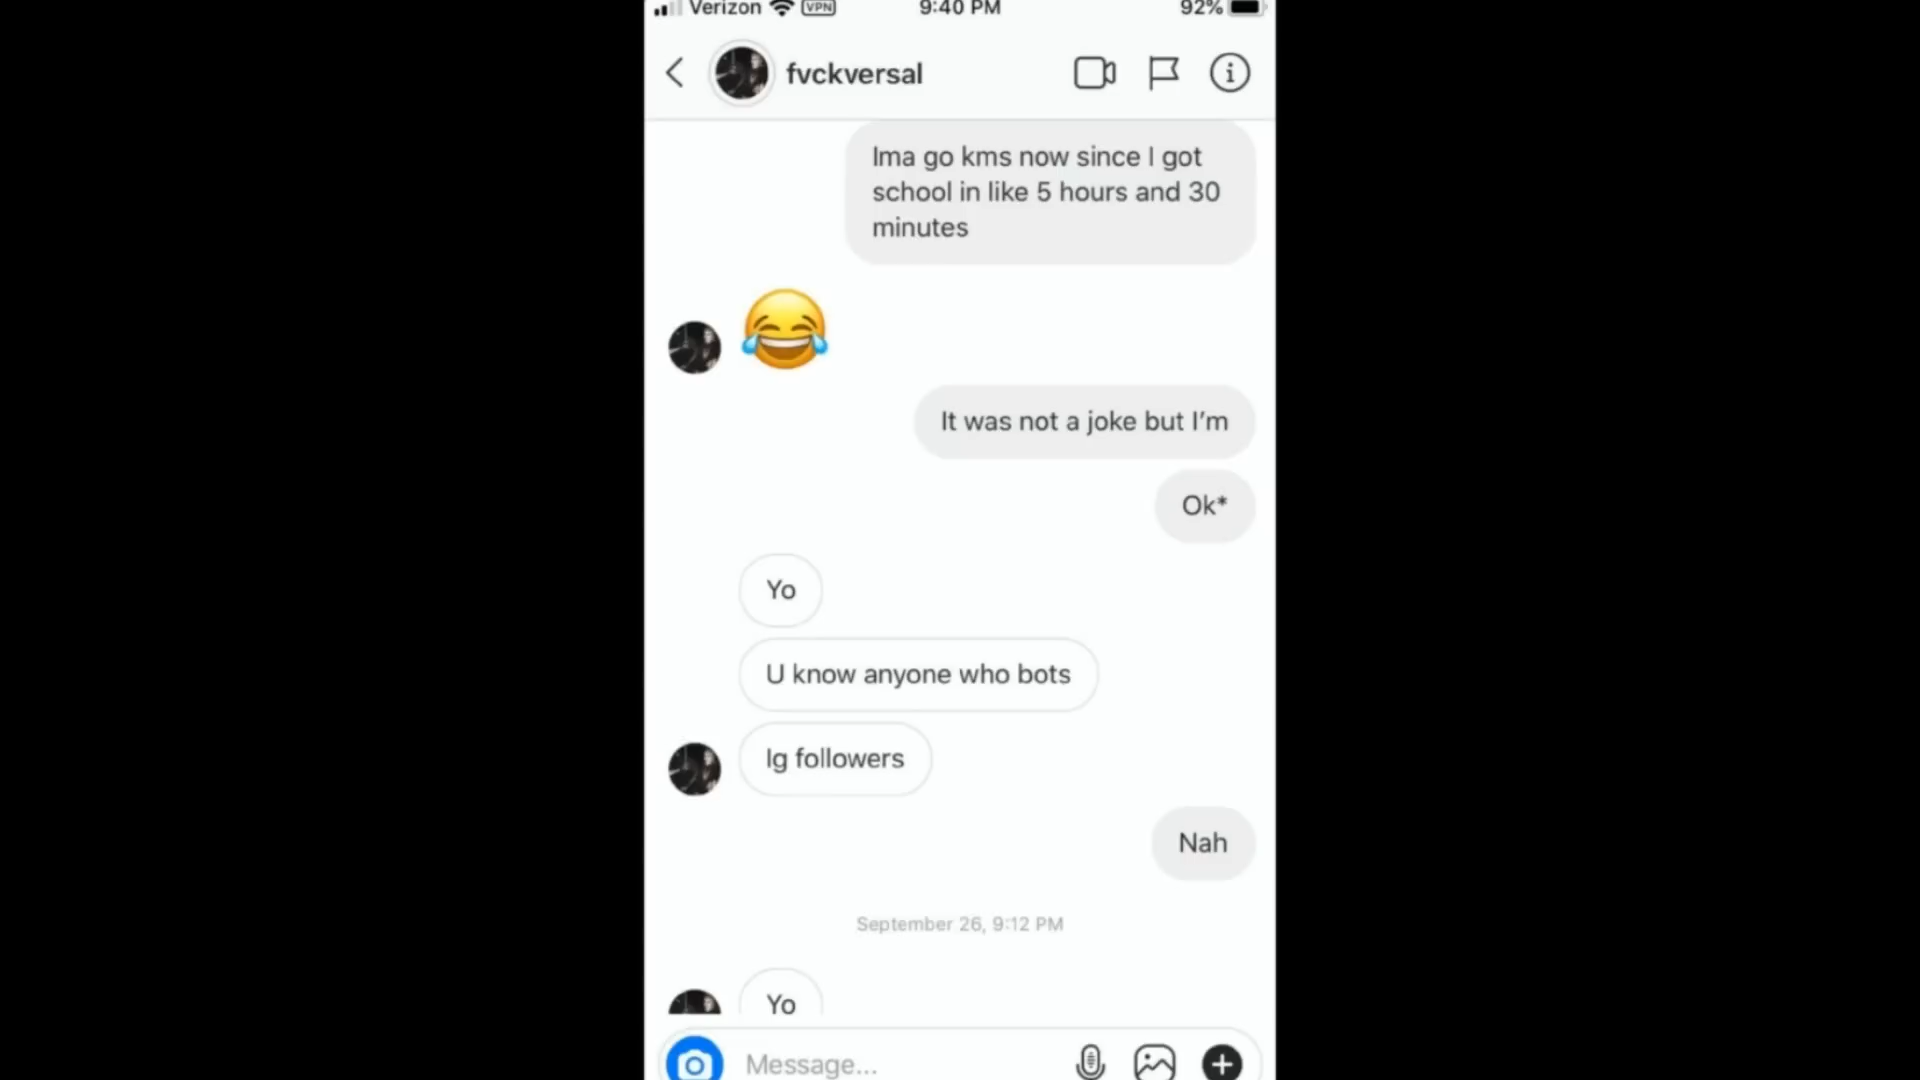 Verizon VPN 9:40 PM 92%
fvckversal
Ima go kms now since I got
school in like 5 hours and 30
minutes
It was not a joke but I'm
Ok*
Yo
U know anyone who bots
Ig followers
Nah
September 26, 9:12 PM
Yo
Message...